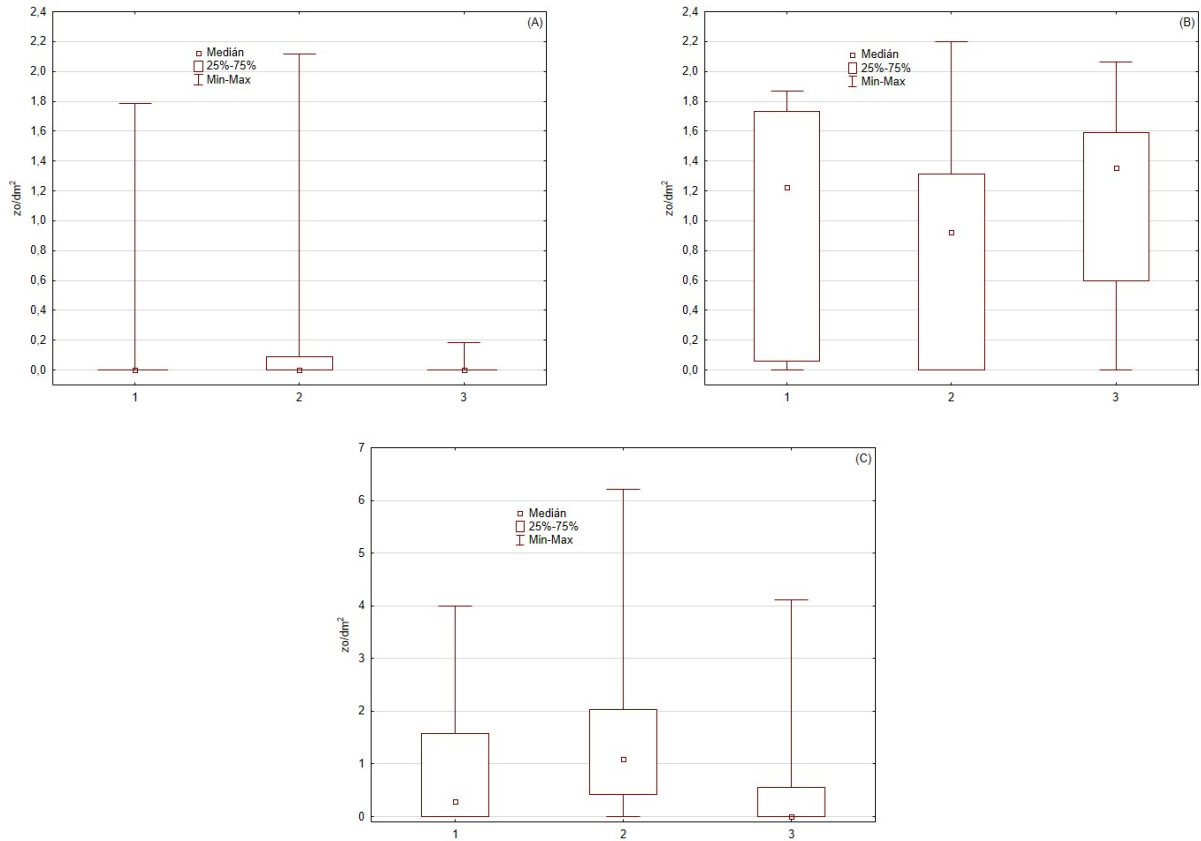 (A)
2,4
2,2
2,0
1,8
1,6
1,4
1,2
1,0
0,8
0,6
0,4
0,2
0,0
zo/dm²
Medián
25%-75%
Min-Max
1 2 3
(B)
2,4
2,2
2,0
1,8
1,6
1,4
1,2
1,0
0,8
0,6
0,4
0,2
0,0
zo/dm²
Medián
25%-75%
Min-Max
1 2 3
(C)
7
6
5
4
3
2
1
0
zo/dm²
Medián
25%-75%
Min-Max
1 2 3